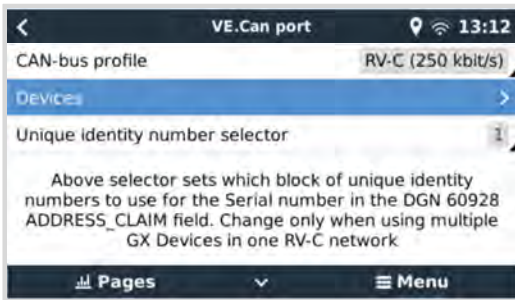 VE.Can port 13:12
CAN-bus profile RV-C (250 kbit/s)
Devices
Unique identity number selector 1
Above selector sets which block of unique identity
numbers to use for the Serial number in the DGN 60928
ADDRESS_CLAIM field. Change only when using multiple
GX Devices in one RV-C network
Pages Menu